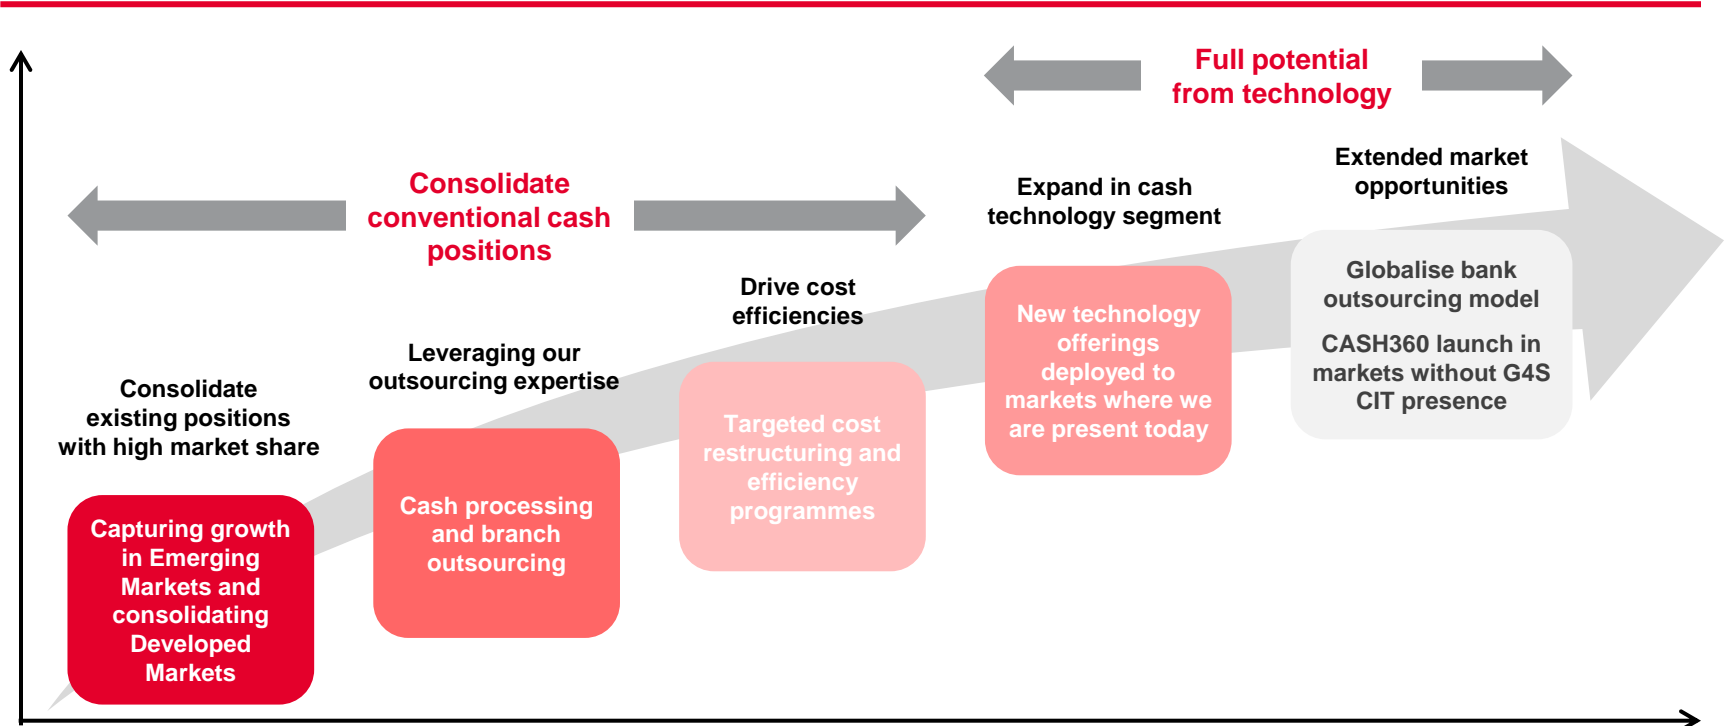 Full potential
from technology
Consolidate
conventional cash
positions
Extended market
opportunities
Expand in cash
technology segment
Drive cost
efficiencies
Leveraging our
outsourcing expertise
Consolidate
existing positions
with high market share
Capturing growth
in Emerging
Markets and
consolidating
Developed
Markets
Cash processing
and branch
outsourcing
Targeted cost
restructuring and
efficiency
programmes
New technology
offerings
deployed to
markets where we
are present today
Globalise bank
outsourcing model
CASH360 launch in
markets without G4S
CIT presence